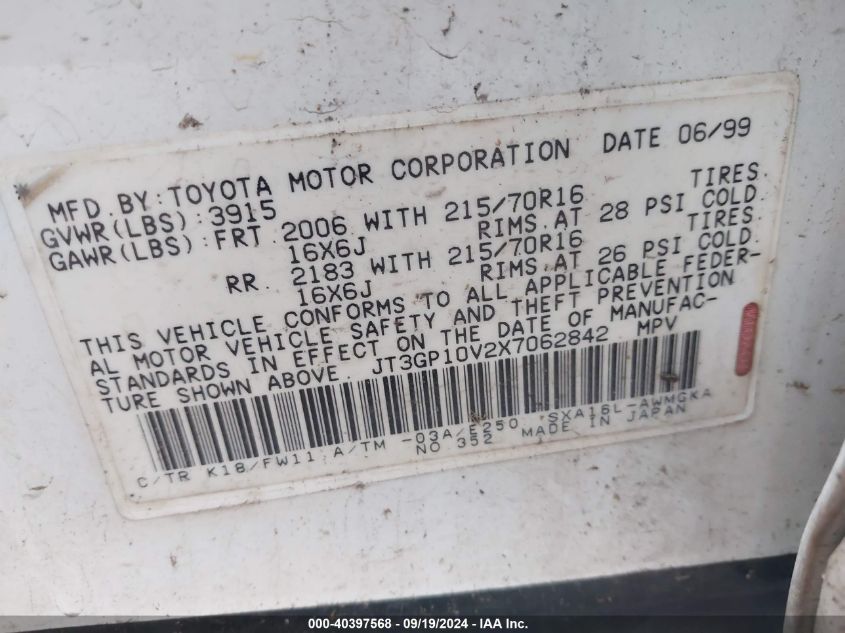 MFD. BY: TOYOTA MOTOR CORPORATION DATE 06/99
GVWR(LBS):3915
GAWR(LBS):FRT. 2006 WITH 215/70R16 TIRES.
16X6J RIMS.AT 28 PSI COLD
RR. 2183 WITH 215/70R16 TIRES.
16X6J RIMS.AT 26 PSI COLD.
THIS VEHICLE CONFORMS TO ALL APPLICABLE FEDER-
AL MOTOR VEHICLE SAFETY AND THEFT PREVENTION
STANDARDS IN EFFECT ON THE DATE OF MANUFAC-
TURE SHOWN ABOVE. JT3GP10V2X7062842 MPV
C/TR K18/FW11 A/TM -03A/E250 SXA16L-AWMGKA
NO 352 MADE IN JAPAN
000-40397568 - 09/19/2024 - IAA Inc.